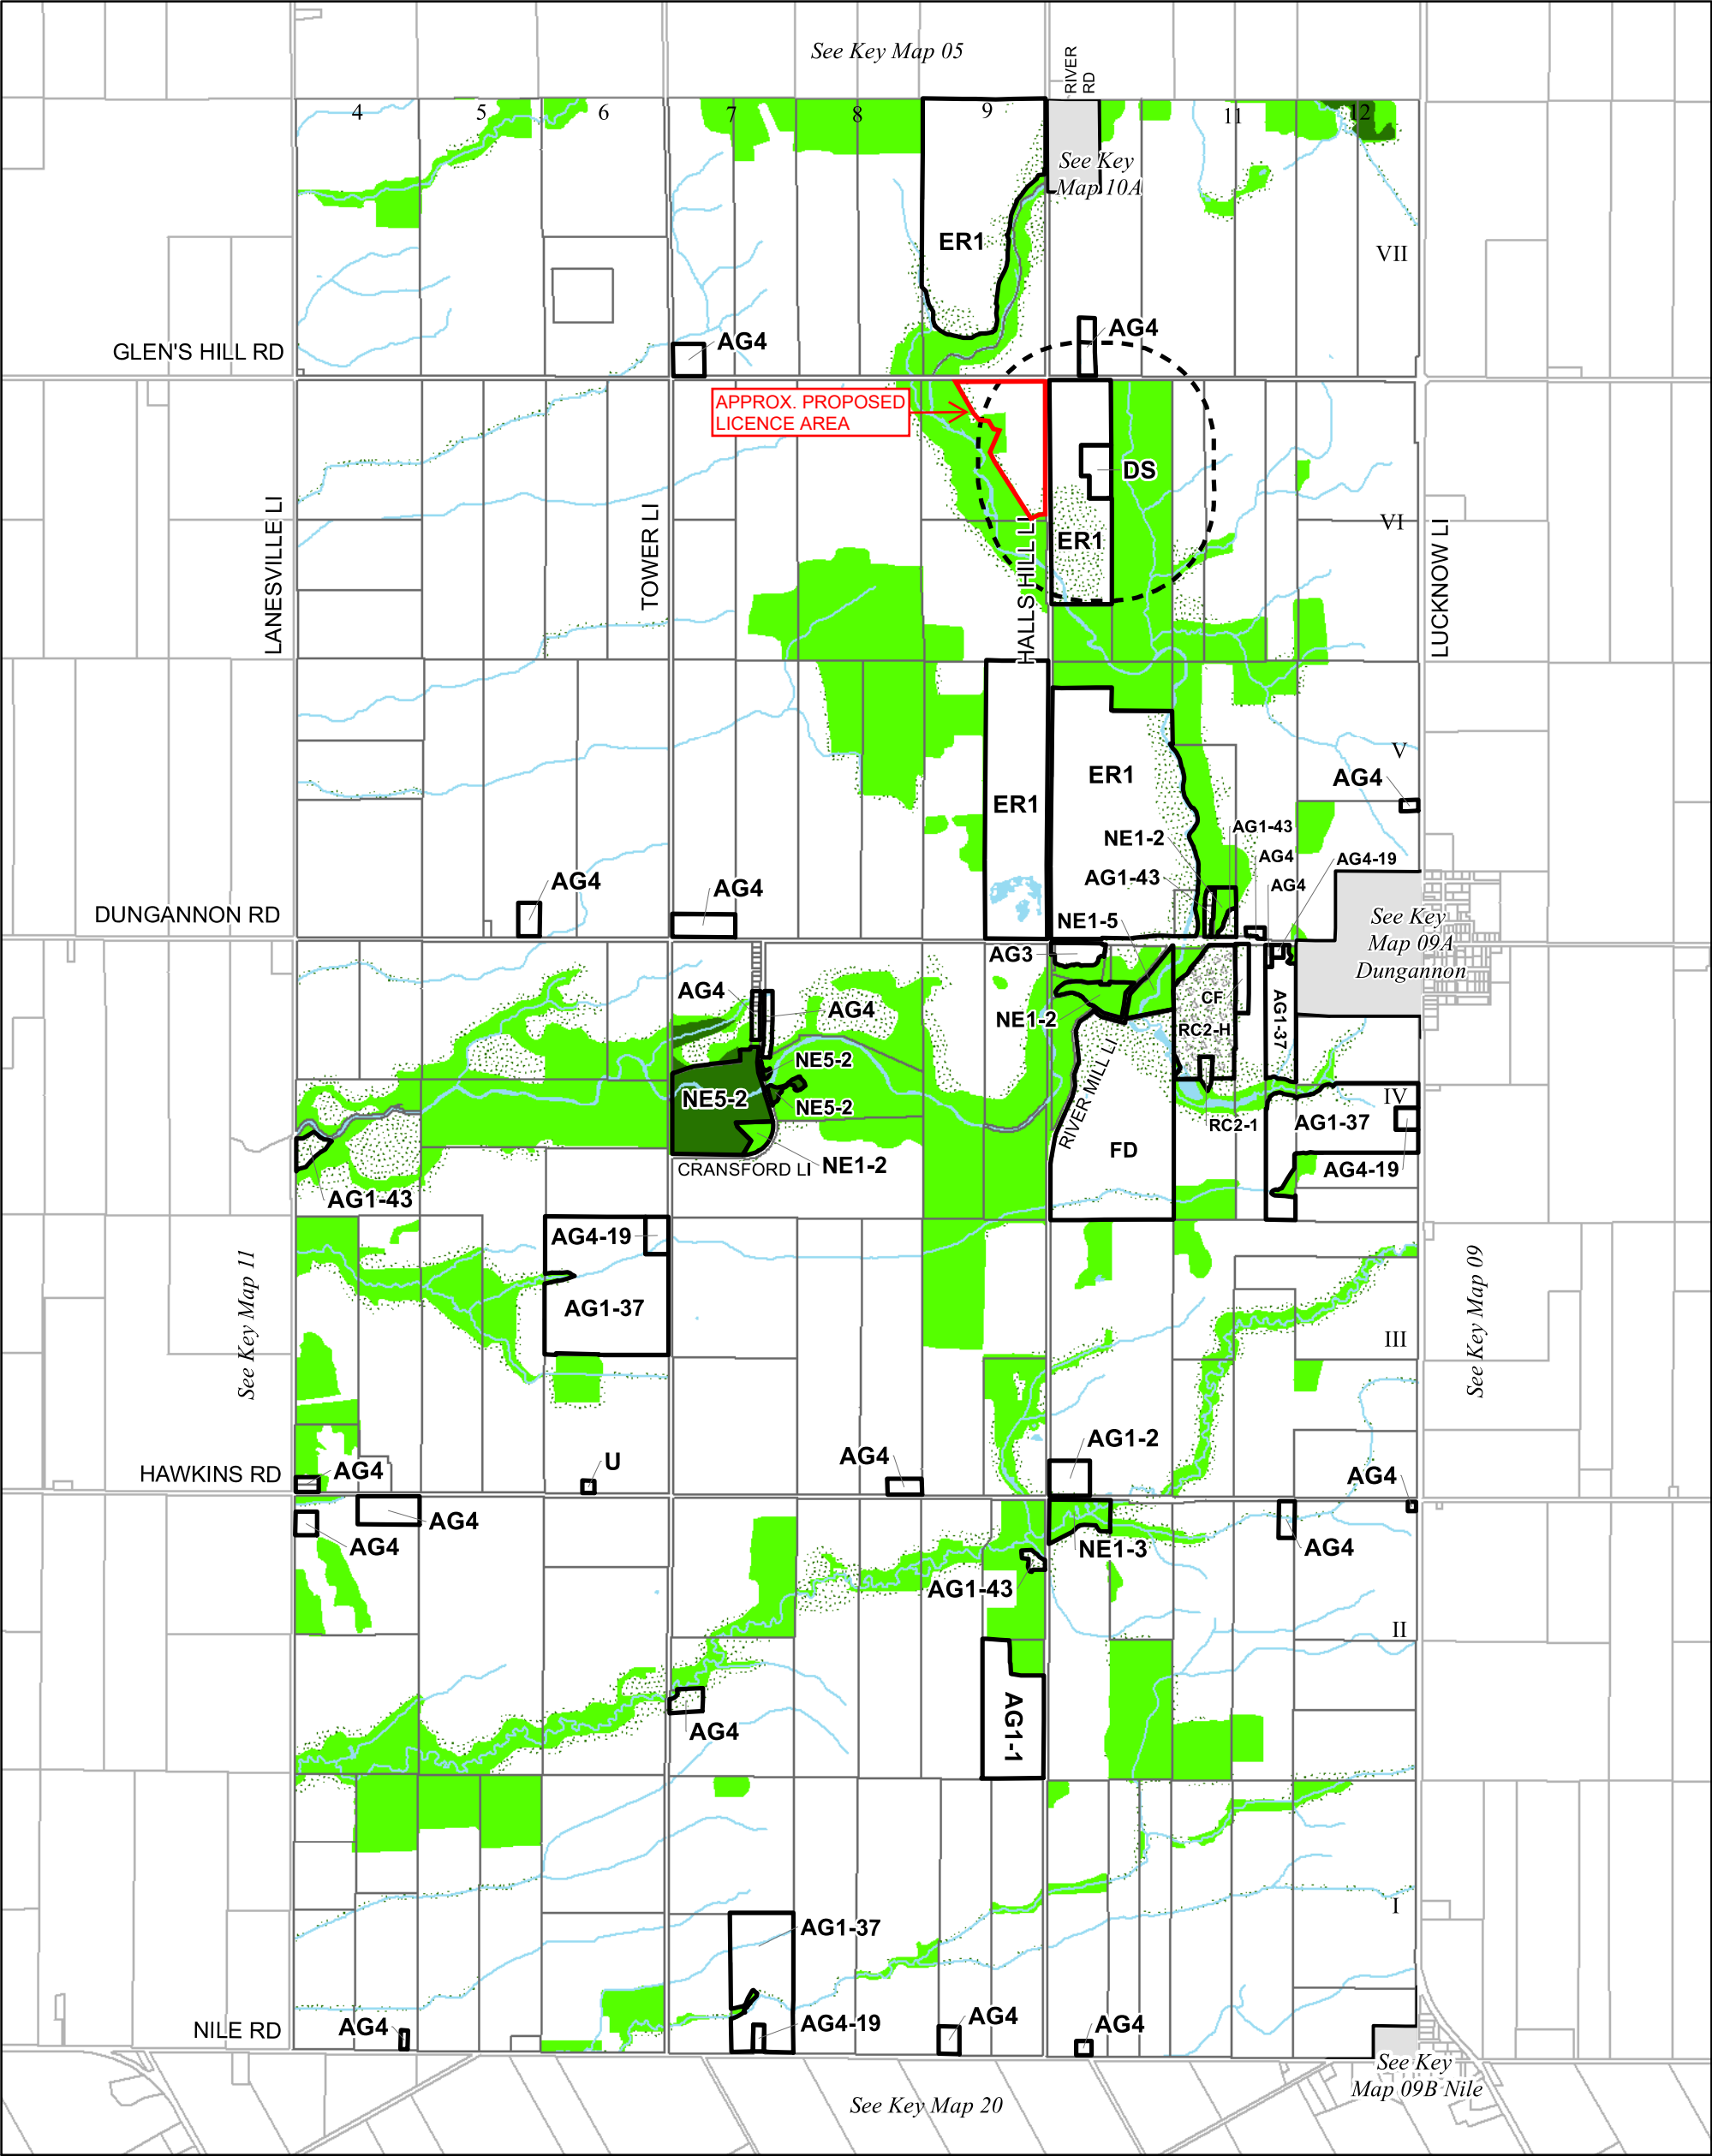 See Key Map 05
RIVER
RD
4
5
6
7
8
9
11
12
See Key
Map 10A
ER1
VII
GLEN'S HILL RD
AG4
AG4
APPROX. PROPOSED
LICENCE AREA
DS
LANESVILLE LI
TOWER LI
HALLS HILL LI
LUCKNOW LI
VI
ER1
V
ER1
AG4
ER1
AG1-43
NE1-2
AG4
AG4-19
AG1-43
AG4
AG4
AG4
NE1-5
DUNGANNON RD
See Key
Map 09A
Dungannon
AG3
AG4
AG4
CF
AG1-37
NE1-2
RC2-H
NE5-2
NE5-2
NE5-2
RIVER MILL LI
IV
RC2-1
AG1-37
FD
NE1-2
CRANSFORD LI
AG4-19
AG1-43
AG4-19
See Key Map 11
See Key Map 09
AG1-37
III
AG1-2
AG4
U
AG4
HAWKINS RD
AG4
AG4
AG4
AG4
NE1-3
AG1-43
II
AG4
AG1-1
I
AG1-37
AG4
AG4-19
AG4
AG4
NILE RD
See Key
Map 09B Nile
See Key Map 20